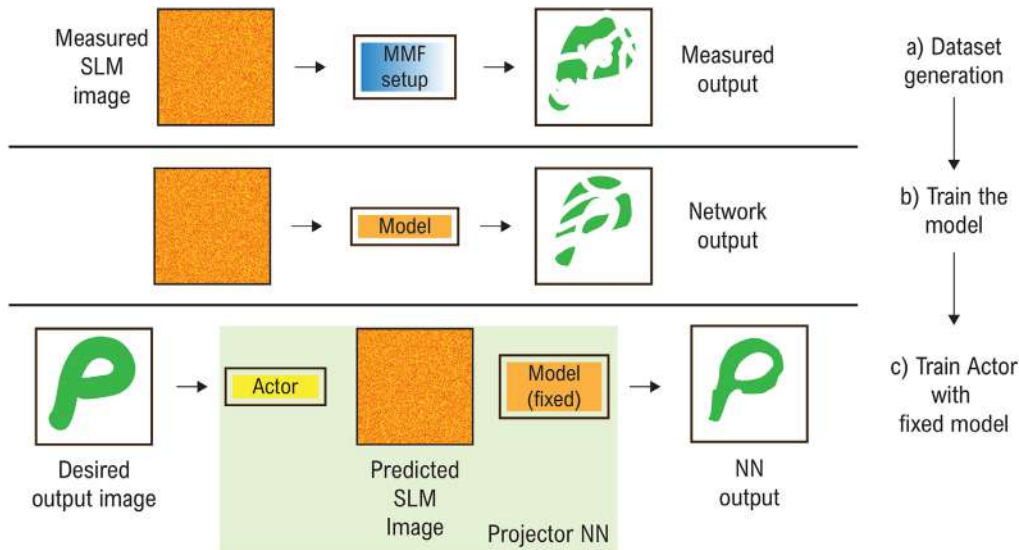 Measured
SLM
image
MMF
setup
Measured
output
a) Dataset
generation
Model
Network
output
b) Train the
model
Actor
Model
(fixed)
c) Train Actor
with
fixed model
Desired
output image
Predicted
SLM
Image
NN
output
Projector NN